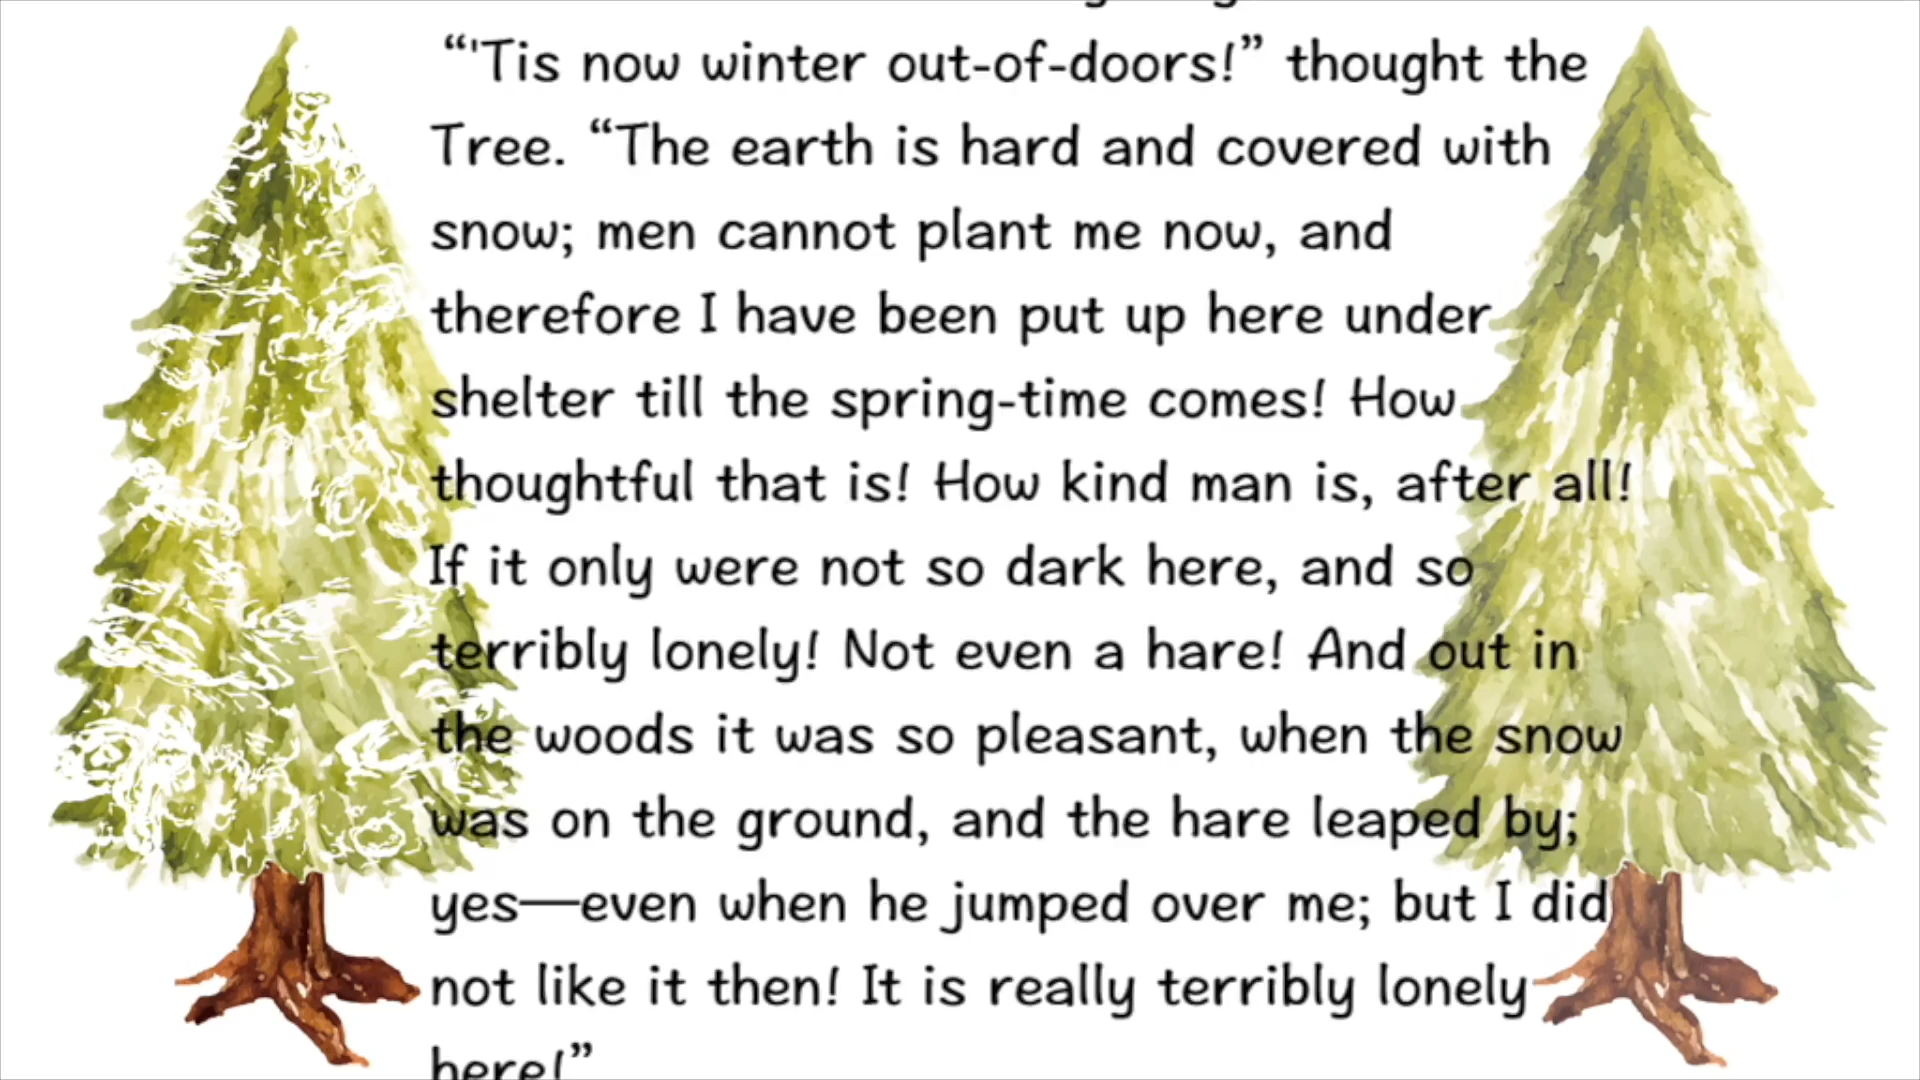 “'Tis now winter out-of-doors!” thought the
Tree. “The earth is hard and covered with
snow; men cannot plant me now, and
therefore I have been put up here under
shelter till the spring-time comes! How
thoughtful that is! How kind man is, after all!
If it only were not so dark here, and so
terribly lonely! Not even a hare! And out in
the woods it was so pleasant, when the snow
was on the ground, and the hare leaped by;
yes—even when he jumped over me; but I did
not like it then! It is really terribly lonely
here!”